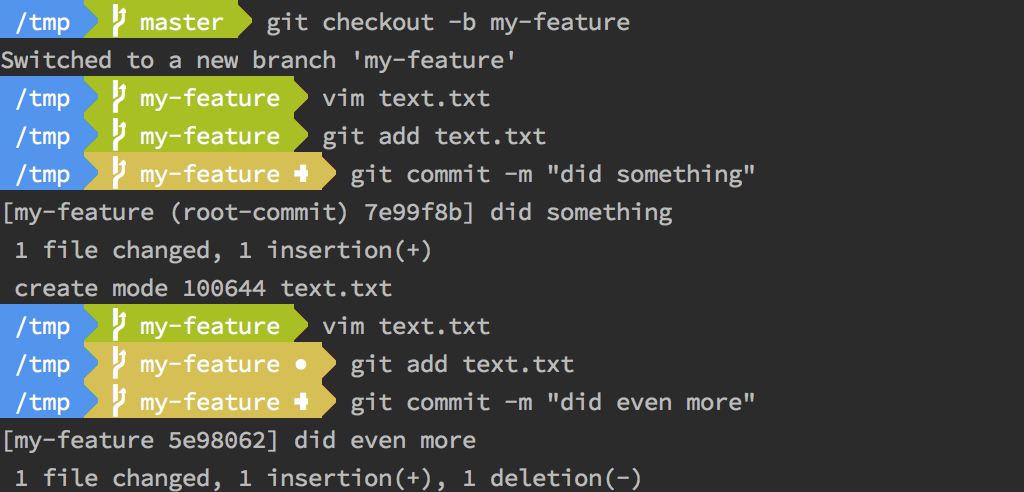 /tmp master git checkout -b my-feature
Switched to a new branch 'my-feature'
/tmp my-feature vim text.txt
/tmp my-feature git add text.txt
/tmp my-feature ✚ git commit -m "did something"
[my-feature (root-commit) 7e99f8b] did something
1 file changed, 1 insertion(+)
create mode 100644 text.txt
/tmp my-feature vim text.txt
/tmp my-feature ● git add text.txt
/tmp my-feature ✚ git commit -m "did even more"
[my-feature 5e98062] did even more
1 file changed, 1 insertion(+), 1 deletion(-)